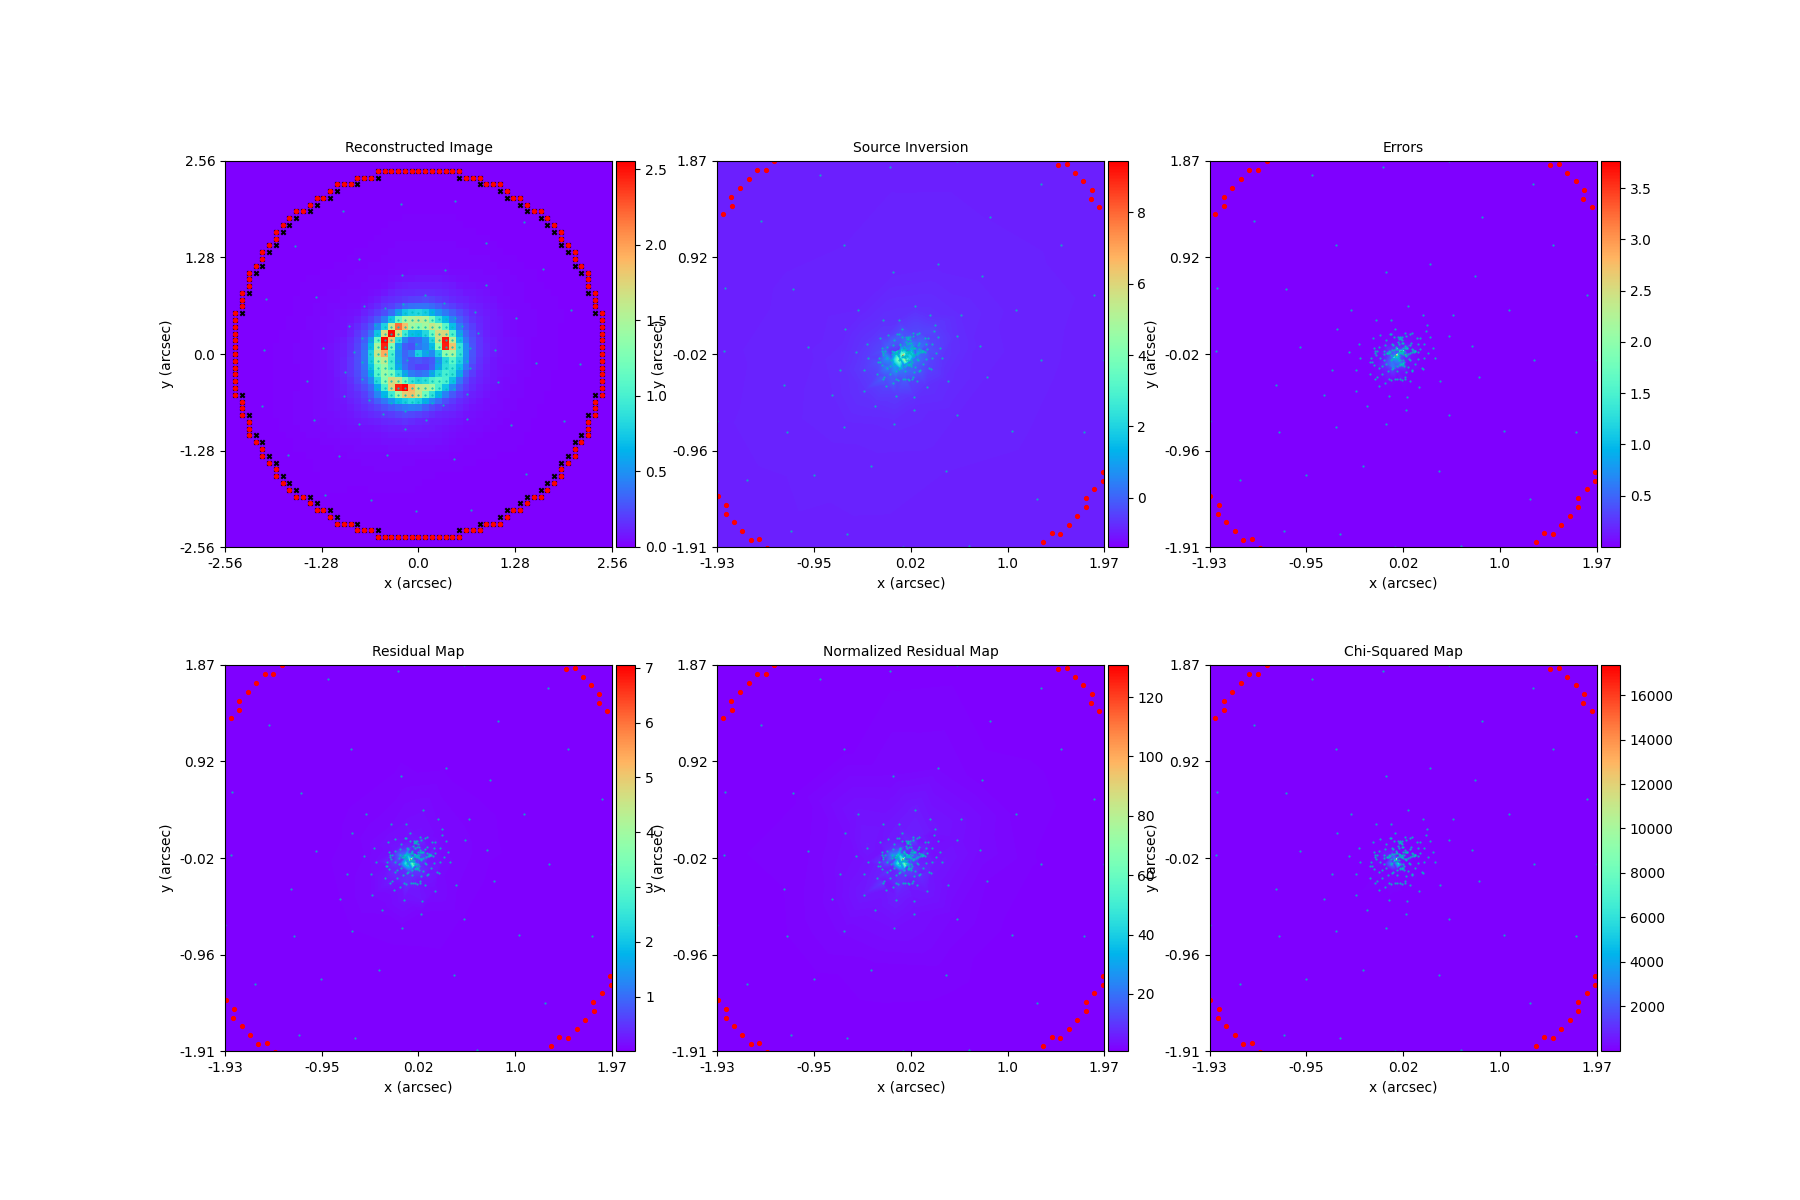 Reconstructed Image
2.56
1.28
0.0
-1.28
-2.56
y (arcsec)
-2.56 -1.28 0.0 1.28 2.56
x (arcsec)
2.5
2.0
1.5
1.0
0.5
0.0
Source Inversion
1.87
0.92
-0.02
-0.96
-1.91
y (arcsec)
-1.93 -0.95 0.02 1.0 1.97
x (arcsec)
8
6
4
2
0
Errors
1.87
0.92
-0.02
-0.96
-1.91
y (arcsec)
-1.93 -0.95 0.02 1.0 1.97
x (arcsec)
3.5
3.0
2.5
2.0
1.5
1.0
0.5
Residual Map
1.87
0.92
-0.02
-0.96
-1.91
y (arcsec)
-1.93 -0.95 0.02 1.0 1.97
x (arcsec)
7
6
5
4
3
2
1
Normalized Residual Map
1.87
0.92
-0.02
-0.96
-1.91
y (arcsec)
-1.93 -0.95 0.02 1.0 1.97
x (arcsec)
120
100
80
60
40
20
Chi-Squared Map
1.87
0.92
-0.02
-0.96
-1.91
y (arcsec)
-1.93 -0.95 0.02 1.0 1.97
x (arcsec)
16000
14000
12000
10000
8000
6000
4000
2000